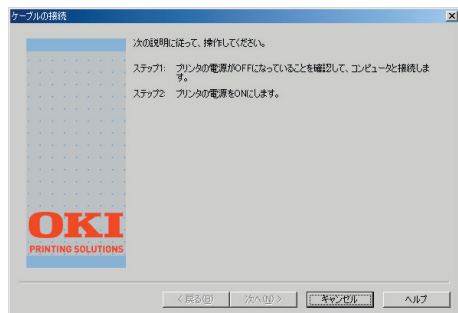 ケーブルの接続
次の説明に従って、操作してください。
ステップ1: プリンタの電源がOFFになっていることを確認して、コンピュータと接続しま
す。
ステップ2: プリンタの電源をONにします。
OKI
PRINTING SOLUTIONS
< 戻る(B) 次へ(N) > キャンセル ヘルプ